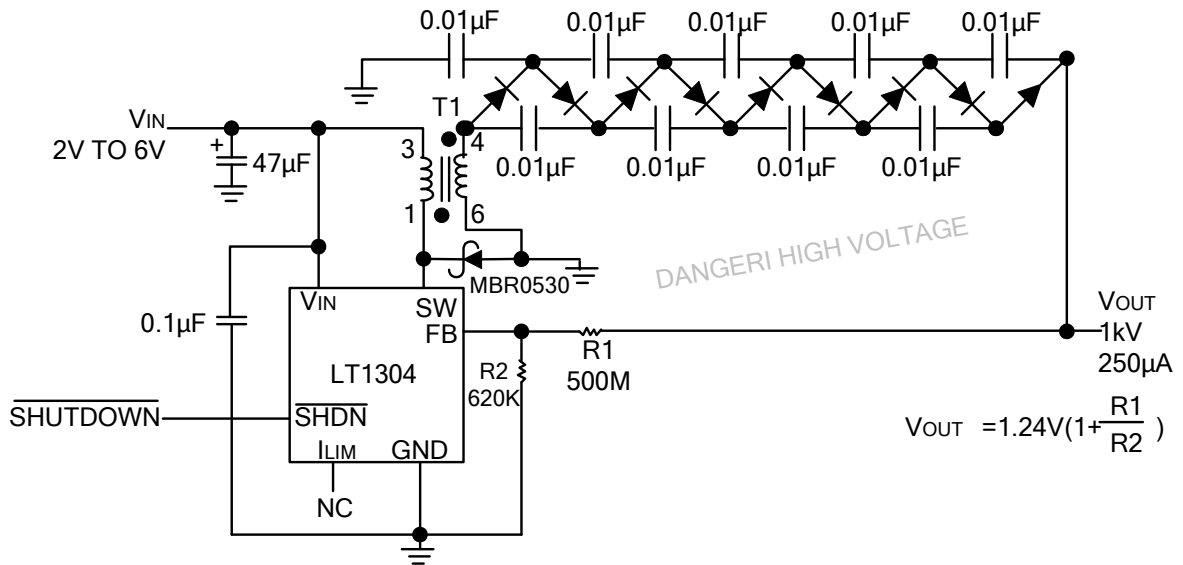 0.01µF 0.01µF 0.01µF 0.01µF 0.01µF
T1
VIN
2V TO 6V
+
47µF
3
4
0.01µF 0.01µF 0.01µF 0.01µF
1
6
DANGERI HIGH VOLTAGE
MBR0530
VIN
SW
FB
0.1µF
LT1304
R2
620K
R1
500M
VOUT
1kV
250µA
SHUTDOWN
SHDN
ILIM
GND
NC
VOUT =1.24V(1+R1/R2)